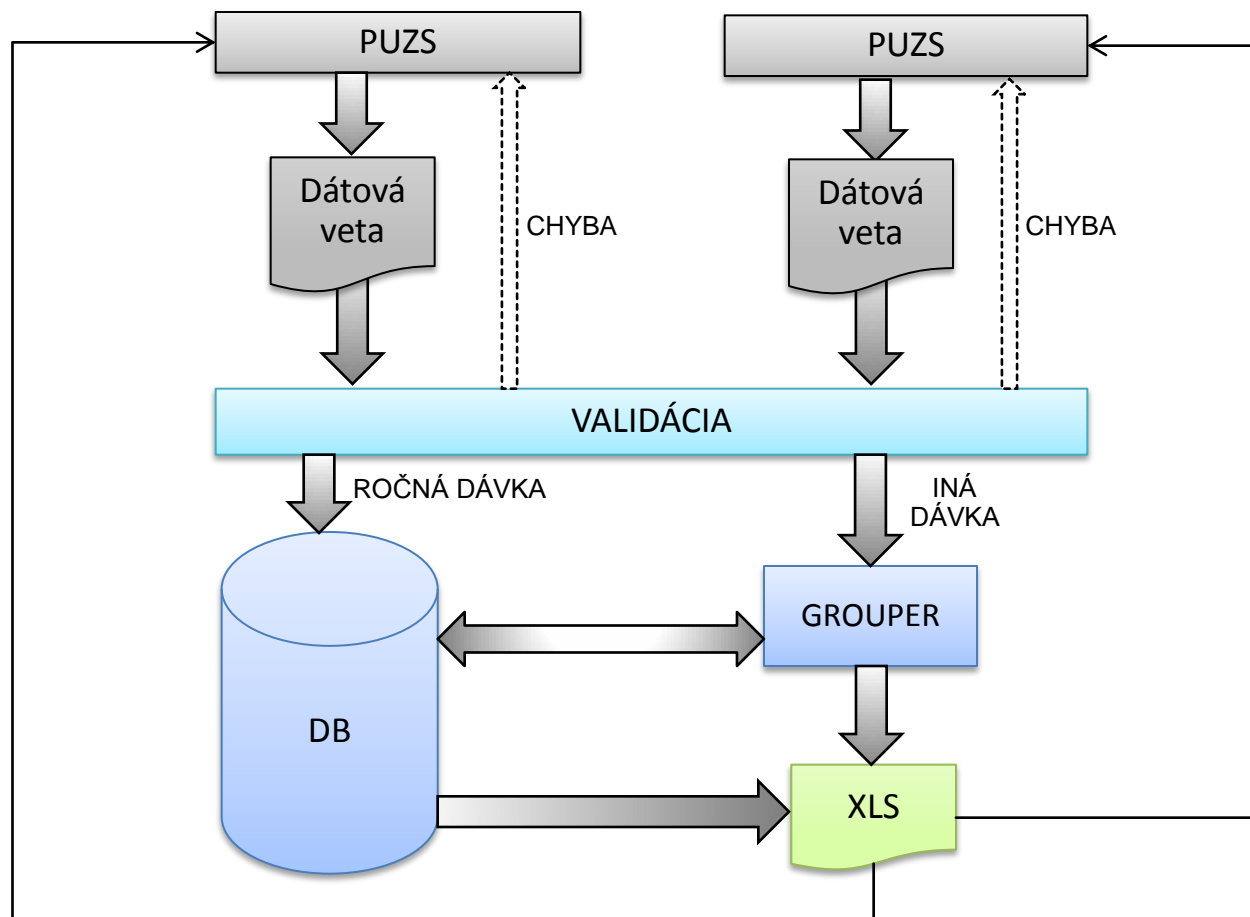 PUZS
PUZS
Dátová
veta
CHYBA
Dátová
veta
CHYBA
VALIDÁCIA
ROČNÁ DÁVKA
INÁ
DÁVKA
GROUPER
DB
XLS